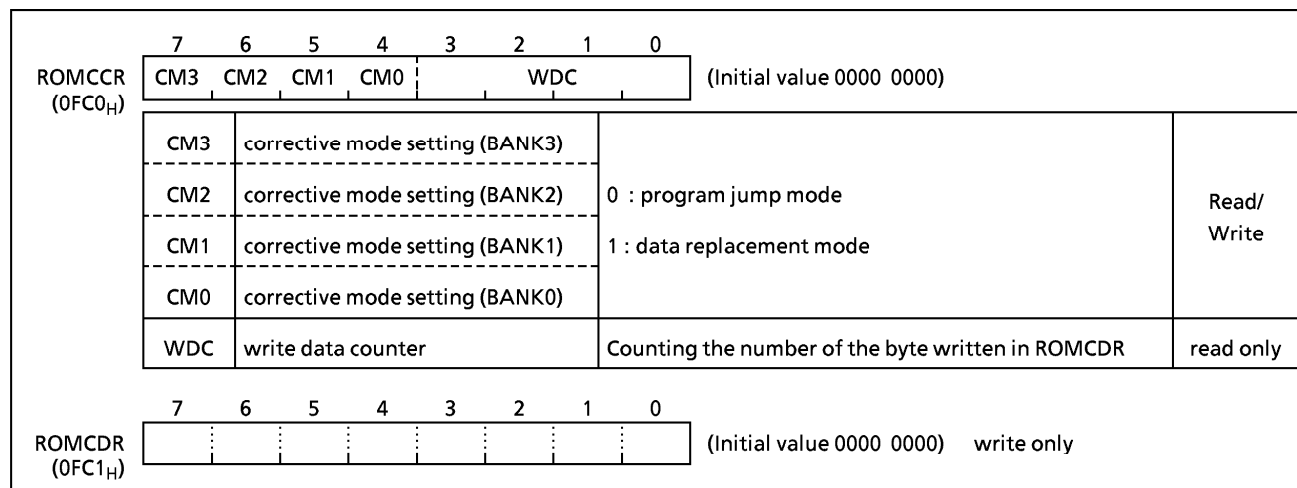 7 6 5 4 3 2 1 0
ROMCCR CM3 CM2 CM1 CM0 WDC (Initial value 0000 0000)
(0FC0H)
CM3 corrective mode setting (BANK3)
CM2 corrective mode setting (BANK2) 0 : program jump mode Read/
CM1 corrective mode setting (BANK1) 1 : data replacement mode Write
CM0 corrective mode setting (BANK0)
WDC write data counter Counting the number of the byte written in ROMCDR read only
7 6 5 4 3 2 1 0
ROMCDR (Initial value 0000 0000) write only
(0FC1H)